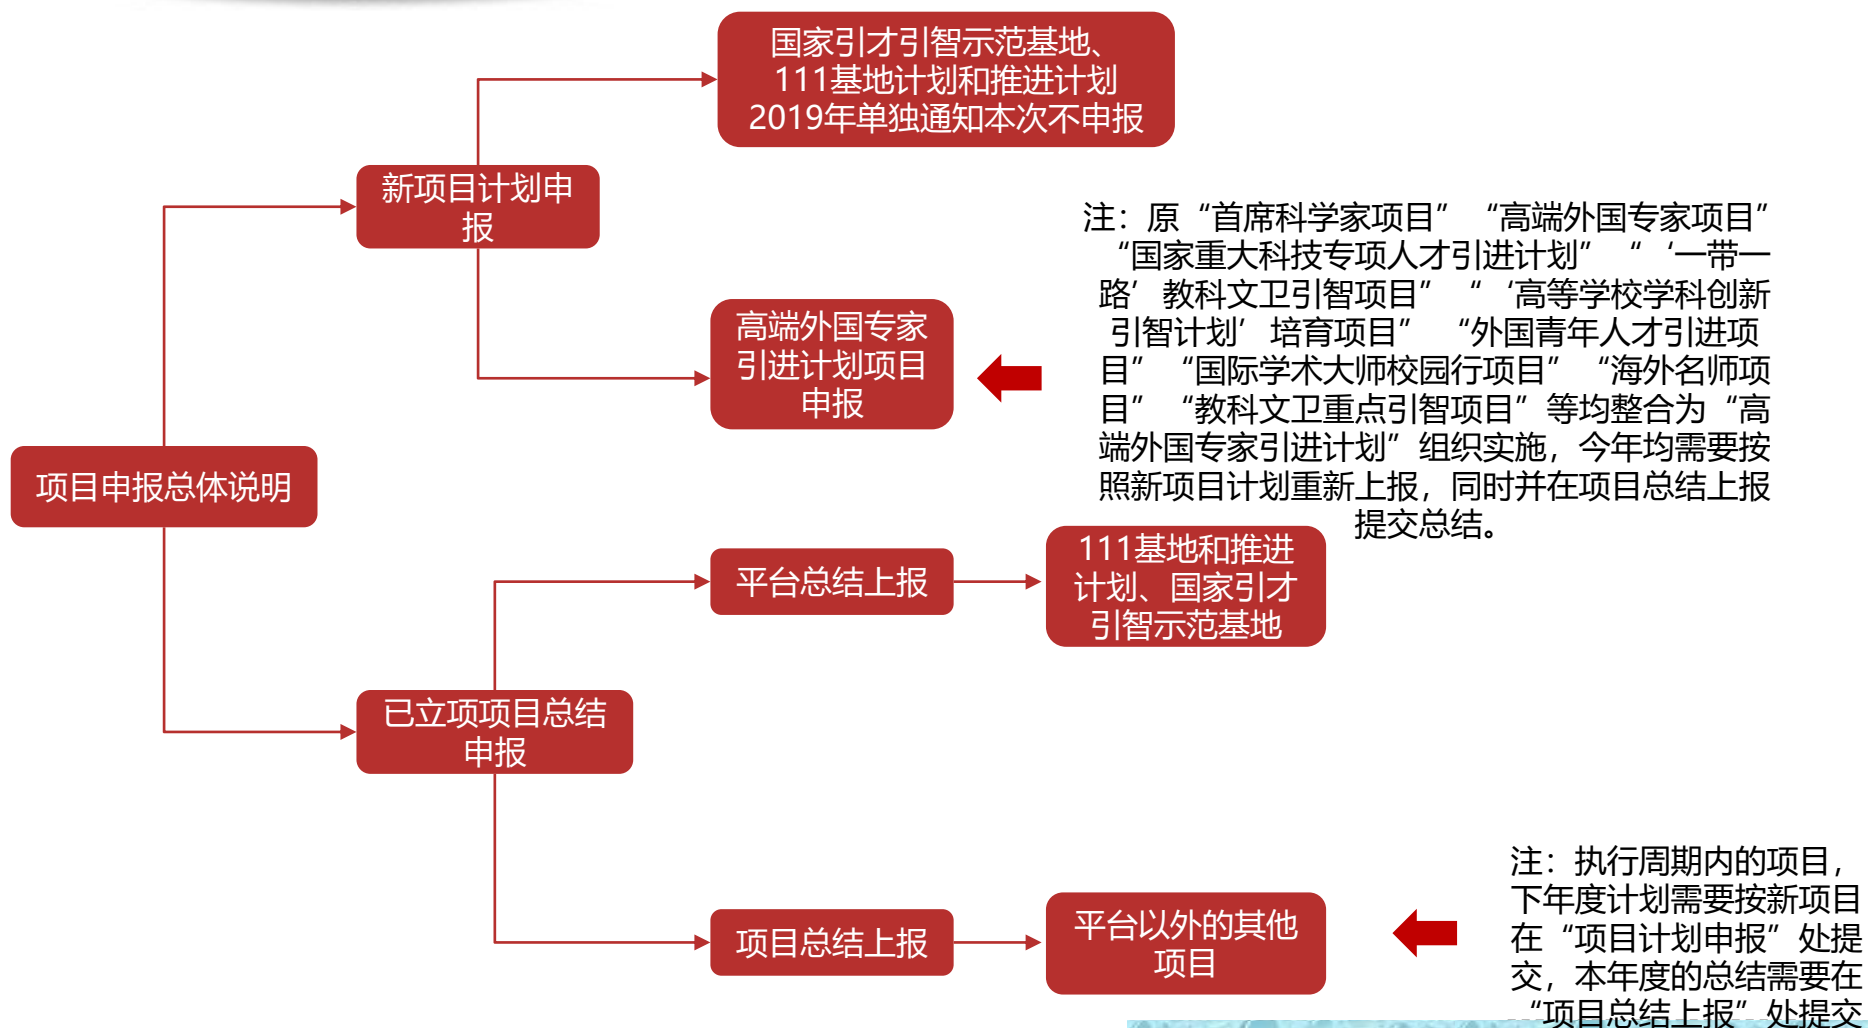 国家引才引智示范基地、
111基地计划和推进计划
2019年单独通知本次不申报
新项目计划申
报
注：原“首席科学家项目”“高端外国专家项目”
“国家重大科技专项人才引进计划”“‘一带一
路’教科文卫引智项目”“‘高等学校学科创新
引智计划’培育项目”“外国青年人才引进项
目”“国际学术大师校园行项目”“海外名师项
目”“教科文卫重点引智项目”等均整合为“高
端外国专家引进计划”组织实施，今年均需要按
照新项目计划重新上报，同时并在项目总结上报
提交总结。
高端外国专家
引进计划项目
申报
项目申报总体说明
平台总结上报
111基地和推进
计划、国家引才
引智示范基地
已立项项目总结
申报
项目总结上报
平台以外的其他
项目
注：执行周期内的项目，
下年度计划需要按新项目
在“项目计划申报”处提
交，本年度的总结需要在
“项目总结上报”处提交